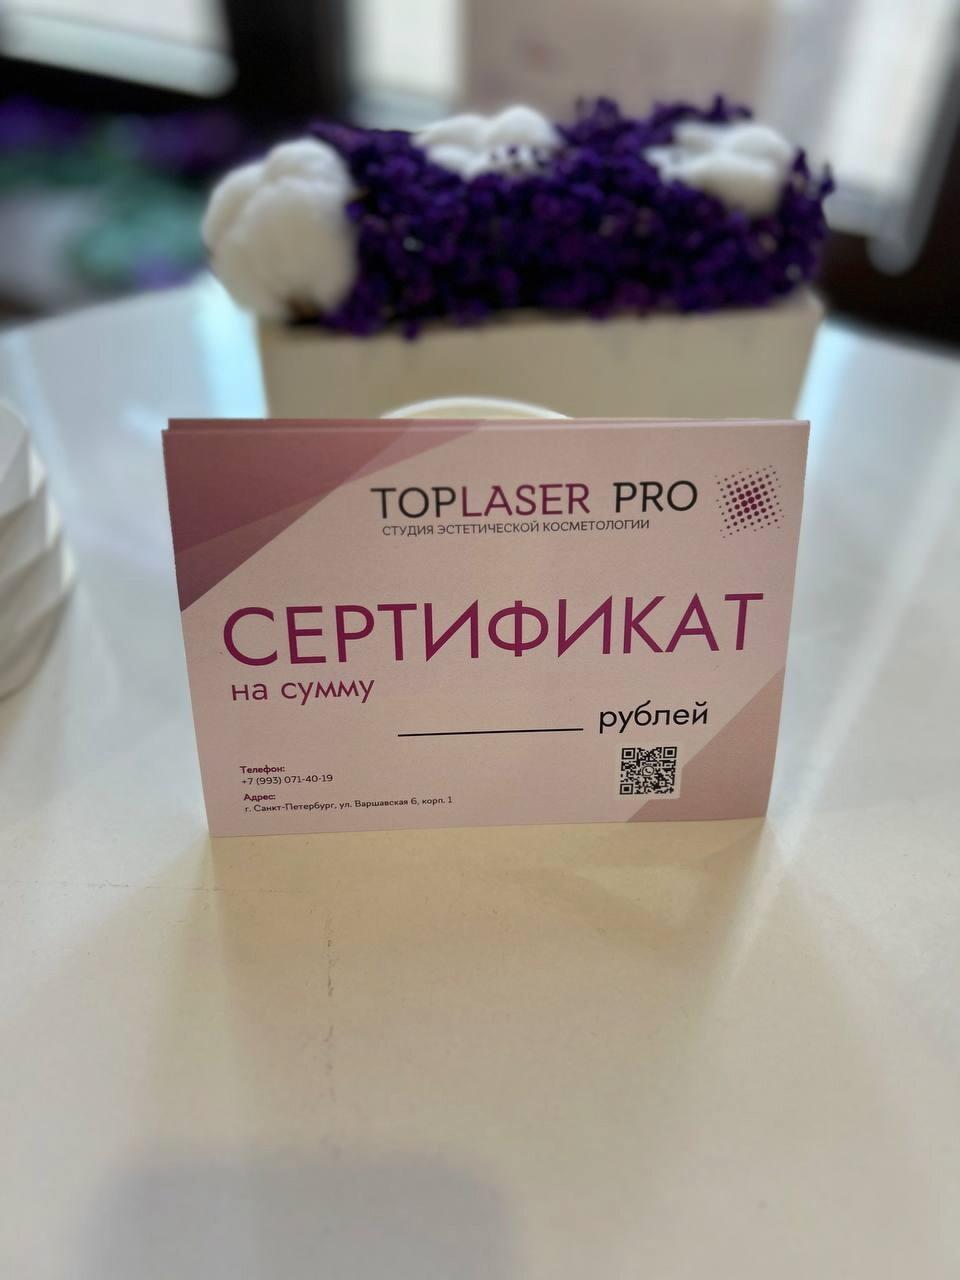 TOPLASER PRO
СТУДИЯ ЭСТЕТИЧЕСКОЙ КОСМЕТОЛОГИИ
СЕРТИФИКАТ
на сумму
__________ рублей
Телефон:
+7 (993) 071-40-19
Адрес:
г. Санкт-Петербург, ул. Варшавская 6, корп. 1